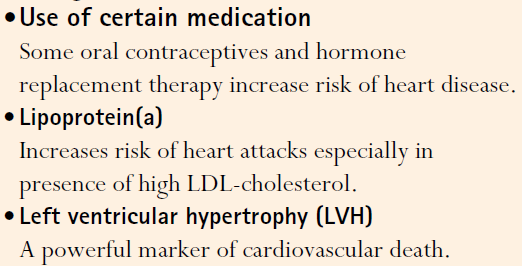 • Use of certain medication
Some oral contraceptives and hormone
replacement therapy increase risk of heart disease.
• Lipoprotein(a)
Increases risk of heart attacks especially in
presence of high LDL-cholesterol.
• Left ventricular hypertrophy (LVH)
A powerful marker of cardiovascular death.